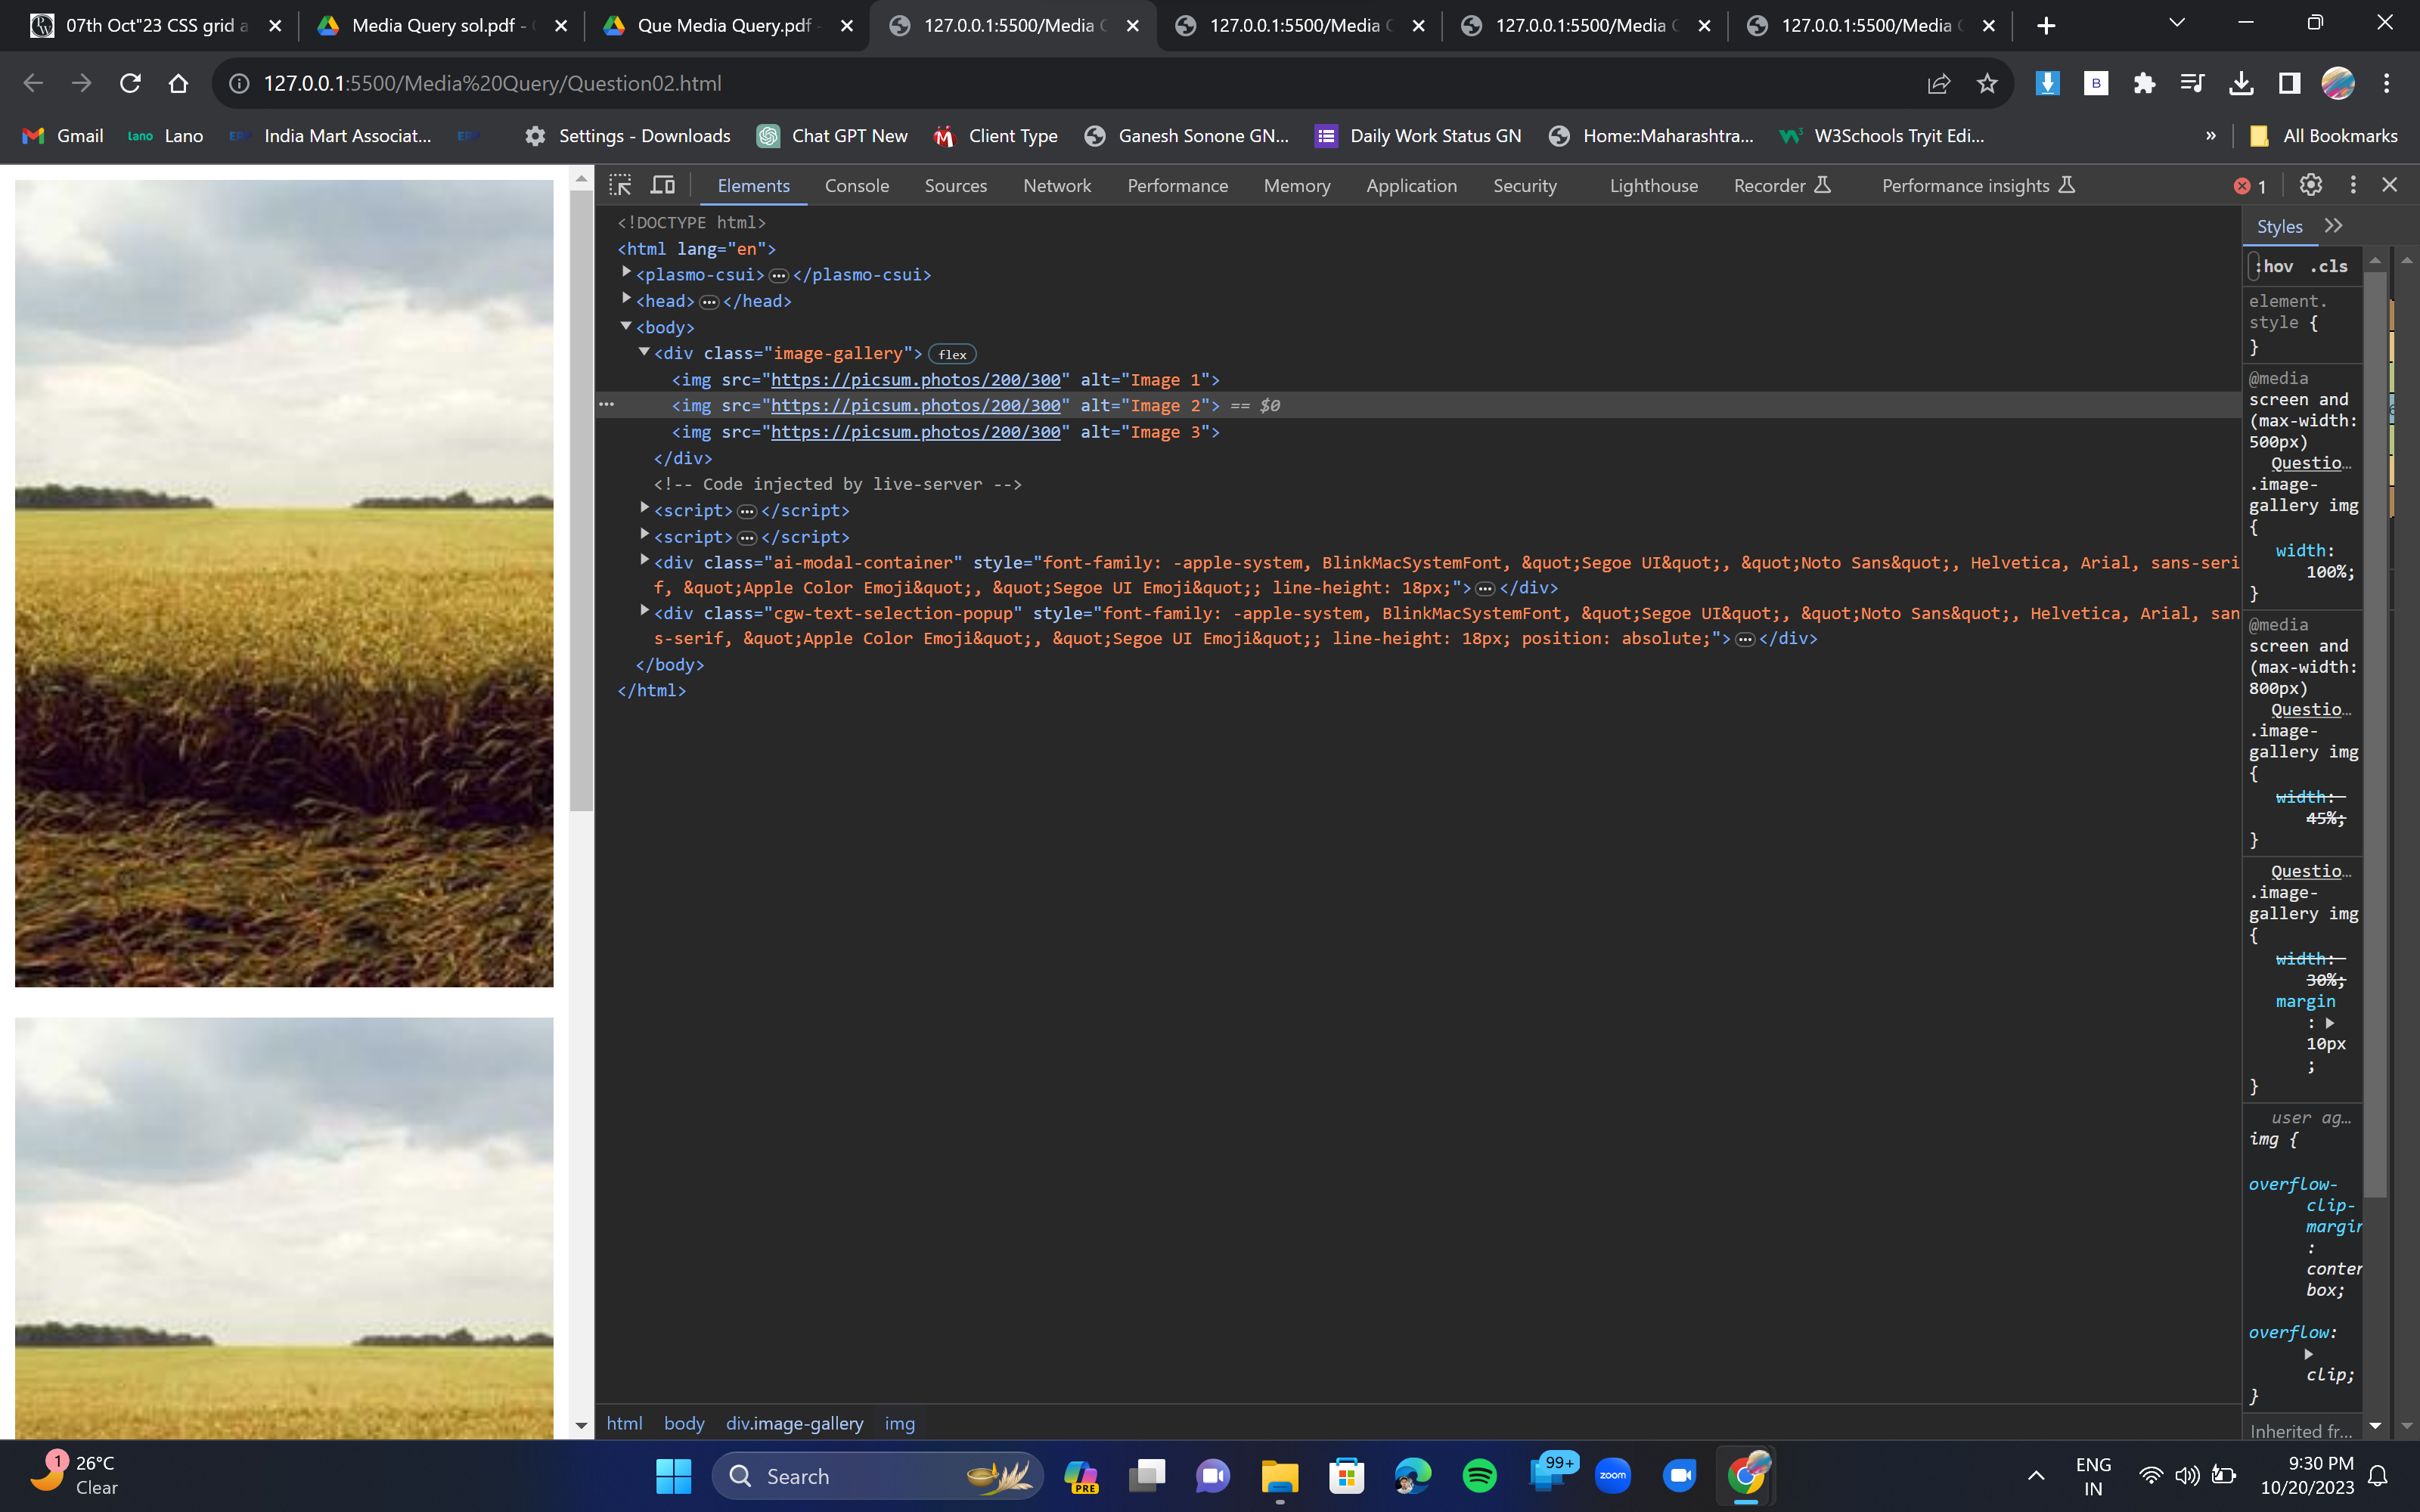 07th Oct"23 CSS grid a
Media Query sol.pdf -
Que Media Query.pdf -
127.0.0.1:5500/Media
127.0.0.1:5500/Media
127.0.0.1:5500/Media
127.0.0.1:5500/Media
127.0.0.1:5500/Media%20Query/Question02.html
B
Gmail
lano Lano
India Mart Associat...
Settings - Downloads
Chat GPT New
Client Type
Ganesh Sonone GN...
Daily Work Status GN
Home::Maharashtra...
W3Schools Tryit Edi...
»
All Bookmarks
Elements Console Sources Network Performance Memory Application Security Lighthouse Recorder Performance insights 1
<!DOCTYPE html>
<html lang="en">
<plasmo-csui>…</plasmo-csui>
<head>…</head>
<body>
<div class="image-gallery"> flex
<img src="https://picsum.photos/200/300" alt="Image 1">
<img src="https://picsum.photos/200/300" alt="Image 2"> == $0
<img src="https://picsum.photos/200/300" alt="Image 3">
</div>
<!-- Code injected by live-server -->
<script>…</script>
<script>…</script>
<div class="ai-modal-container" style="font-family: -apple-system, BlinkMacSystemFont, &quot;Segoe UI&quot;, &quot;Noto Sans&quot;, Helvetica, Arial, sans-seri
f, &quot;Apple Color Emoji&quot;, &quot;Segoe UI Emoji&quot;; line-height: 18px;">…</div>
<div class="cgw-text-selection-popup" style="font-family: -apple-system, BlinkMacSystemFont, &quot;Segoe UI&quot;, &quot;Noto Sans&quot;, Helvetica, Arial, san
s-serif, &quot;Apple Color Emoji&quot;, &quot;Segoe UI Emoji&quot;; line-height: 18px; position: absolute;">…</div>
</body>
</html>
html body div.image-gallery img
Styles
:hov .cls
element.
style {
}
@media
screen and
(max-width:
500px)
Questio…
.image-
gallery img
{
width:
100%;
}
@media
screen and
(max-width:
800px)
Questio…
.image-
gallery img
{
width:
45%;
}
Questio…
.image-
gallery img
{
width:
30%;
margin
:
10px
;
}
user ag…
img {
overflow-
clip-
margin
:
box;
overflow:
clip;
}
Inherited fr…
1
26°C
Clear
Search
PRE
99+
zoom
ENG
IN
9:30 PM
10/20/2023